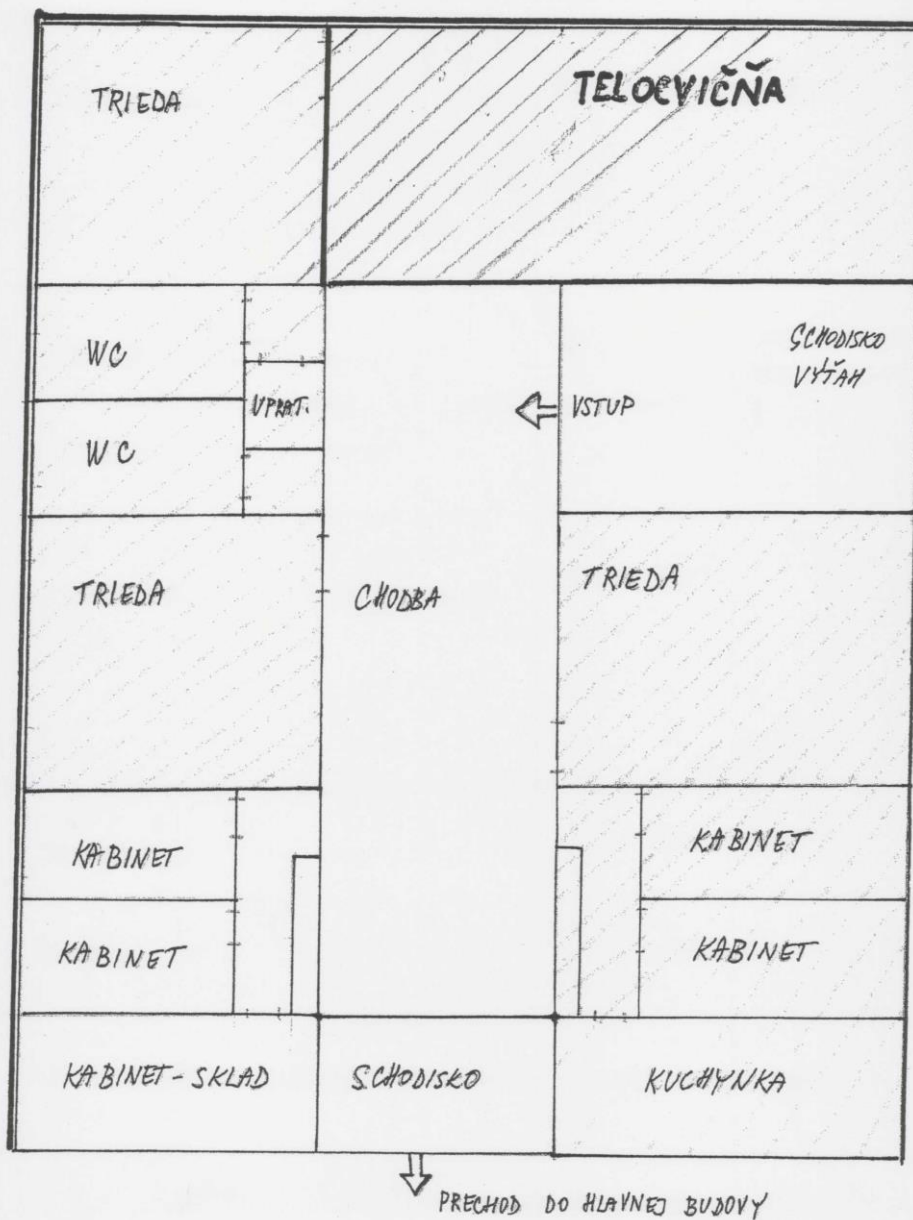 TRIEDA
TELOCVIČŇA
WC
UPRAT.
WC
SCHODISKO
VÝŤAH
VSTUP
TRIEDA
CHODBA
TRIEDA
KABINET
KABINET
KABINET
KABINET
KABINET - SKLAD
SCHODISKO
KUCHYNKA
PRECHOD DO HLAVNEJ BUDOVY